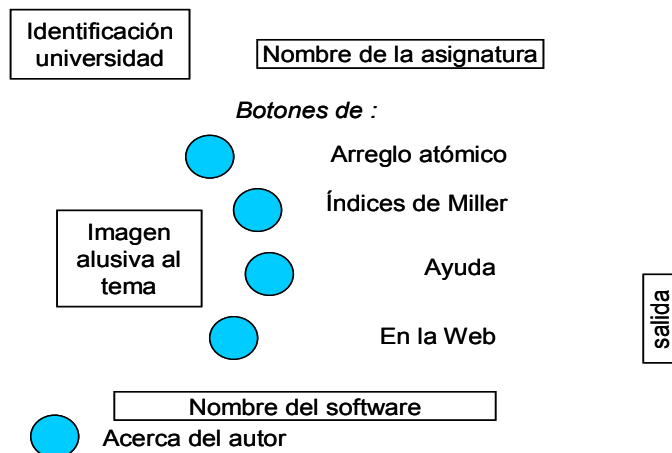 Identificación
universidad
Nombre de la asignatura
Botones de :
Arreglo atómico
Índices de Miller
Imagen
alusiva al
tema
Ayuda
En la Web
salida
Nombre del software
Acerca del autor